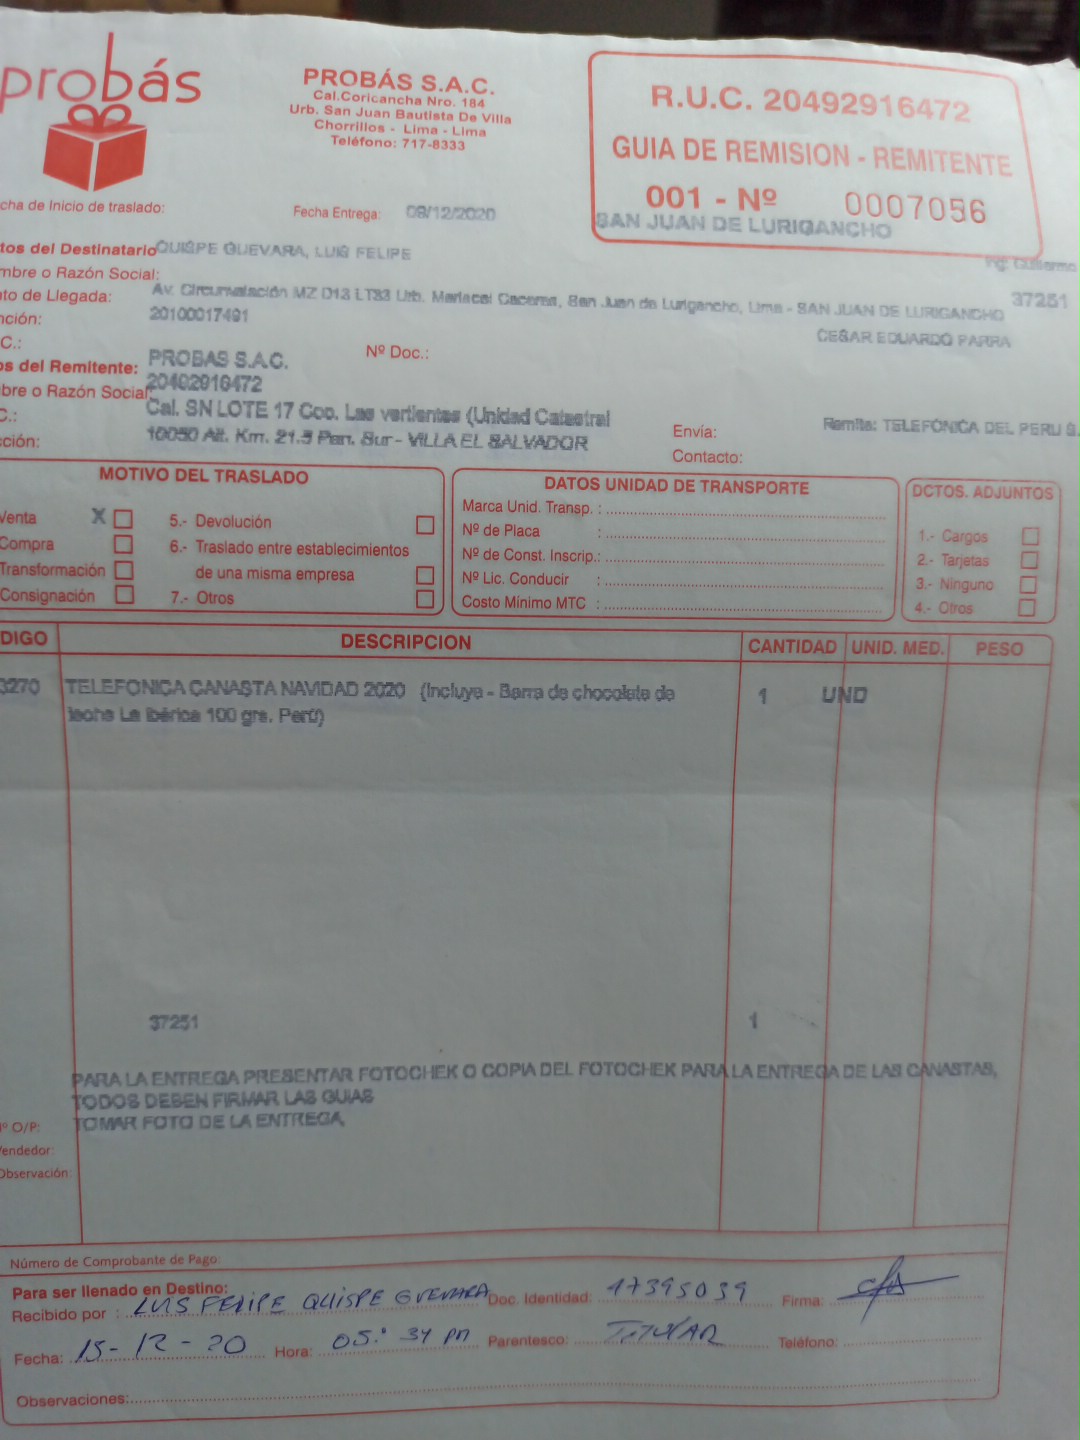 probás
PROBÁS S.A.C.
Cal.Coricancha Nro. 184
Urb. San Juan Bautista De Villa
Chorrillos - Lima - Lima
Teléfono: 717-8333
R.U.C. 20492916472
GUIA DE REMISION - REMITENTE
001 - Nº 0007056
SAN JUAN DE LURIGANCHO
cha de Inicio de traslado:
Fecha Entrega: 09/12/2020
tos del Destinatario QUISPE GUEVARA, LUIS FELIPE
Ing. Guillermo
mbre o Razón Social:
nto de Llegada: Av. Circunvalación MZ D13 LT33 Urb. Mariscal Caceres, San Juan de Lurigancho, Lima - SAN JUAN DE LURIGANCHO 37251
nción: 20100017491
C.: CESAR EDUARDO PARRA
os del Remitente: PROBAS S.A.C. Nº Doc.:
bre o Razón Social: 20492916472
C.: Cal. SN LOTE 17 Coo. Las vertientes (Unidad Catastral
cción: 10050 Alt. Km. 21.5 Pan. Sur - VILLA EL SALVADOR
Envía: Remite: TELEFONICA DEL PERU S.
Contacto:
MOTIVO DEL TRASLADO
Venta X
Compra
Transformación
Consignación
5.- Devolución
6.- Traslado entre establecimientos
de una misma empresa
7.- Otros
DATOS UNIDAD DE TRANSPORTE
Marca Unid. Transp. :
Nº de Placa :
Nº de Const. Inscrip.:
Nº Lic. Conducir :
Costo Mínimo MTC :
DCTOS. ADJUNTOS
1.- Cargos
2.- Tarjetas
3.- Ninguno
4.- Otros
DIGO DESCRIPCION CANTIDAD UNID. MED. PESO
3270 TELEFONICA CANASTA NAVIDAD 2020 (Incluye - Barra de chocolate de 1 UND
leche La Ibérica 100 grs. Perú)
37251 1
PARA LA ENTREGA PRESENTAR FOTOCHEK O COPIA DEL FOTOCHEK PARA LA ENTREGA DE LAS CANASTAS,
TODOS DEBEN FIRMAR LAS GUIAS
TOMAR FOTO DE LA ENTREGA
Nº O/P:
Vendedor:
Observación:
Número de Comprobante de Pago:
Para ser llenado en Destino:
Recibido por : LUIS FELIPE QUISPE GUEVARA Doc. Identidad: 17395039 Firma:
Fecha: 15-12-20 Hora: 05:34 PM Parentesco: TITULAR Teléfono:
Observaciones: